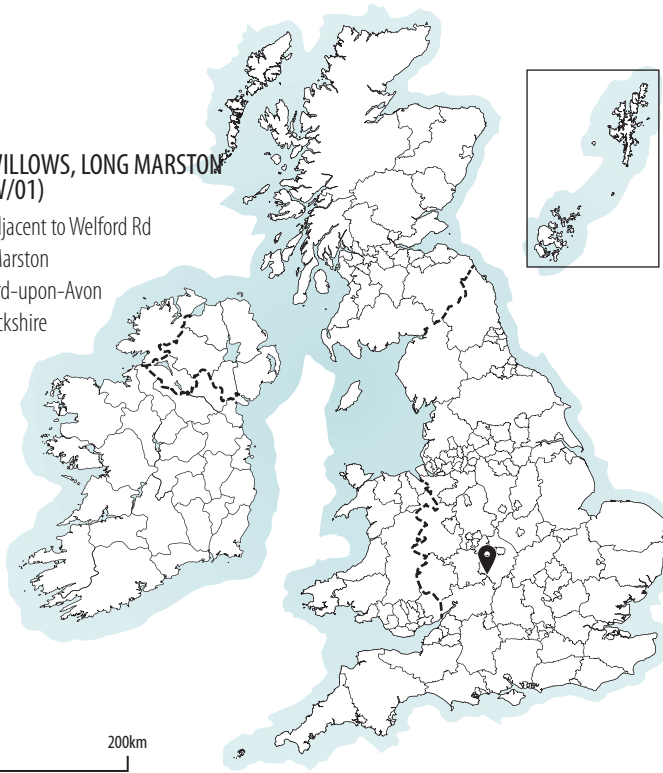 WILLOWS, LONG MARSTON
W/01)
djacent to Welford Rd
Marston
rd-upon-Avon
ckshire
200km